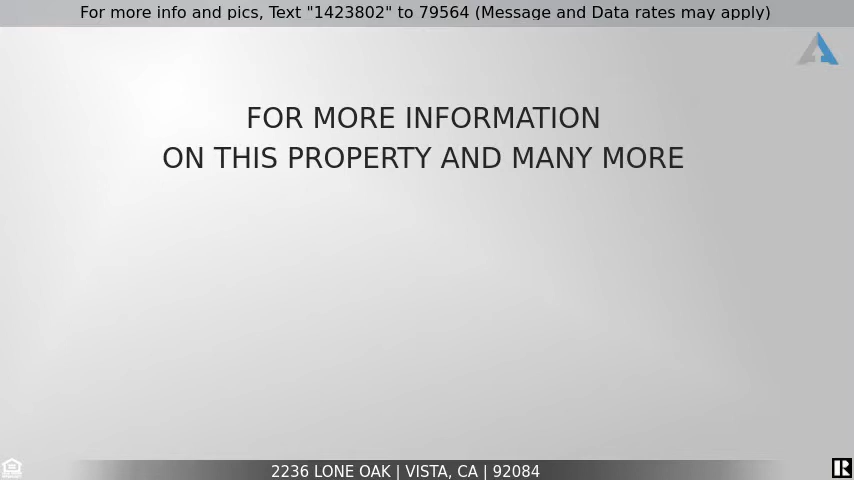 For more info and pics, Text "1423802" to 79564 (Message and Data rates may apply)
FOR MORE INFORMATION
ON THIS PROPERTY AND MANY MORE
2236 LONE OAK | VISTA, CA | 92084